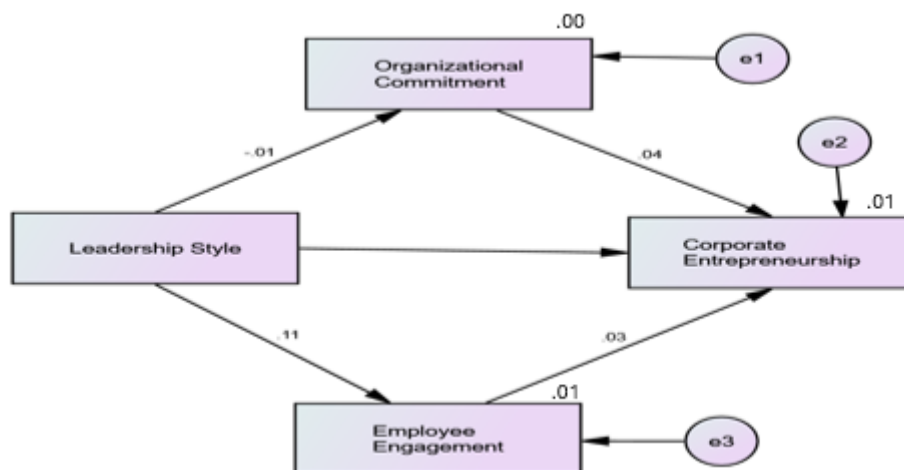 .00
e1
Organizational
Commitment
e2
-.01
.04
.01
Leadership Style
Corporate
Entrepreneurship
.11
.03
.01
Employee
Engagement
e3